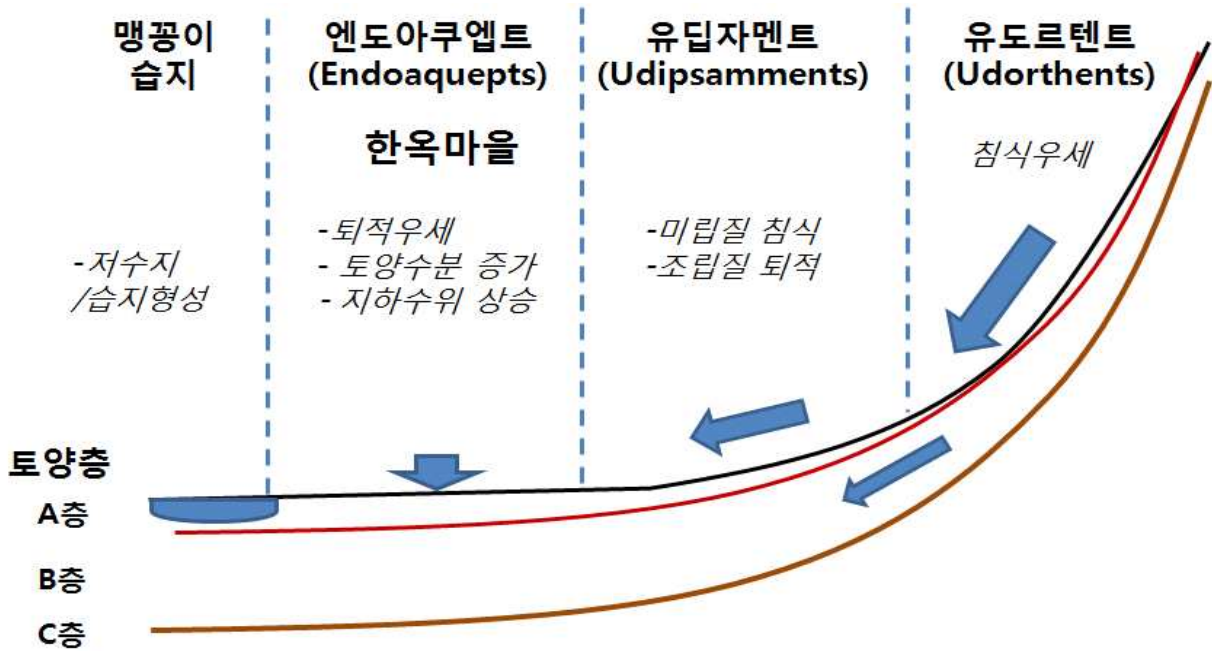 맹꽁이
습지
엔도아쿠엡트
(Endoaquepts)
유딥자멘트
(Udipsamments)
유도르텐트
(Udorthents)
한옥마을
침식우세
-저수지
/습지형성
-퇴적우세
- 토양수분 증가
- 지하수위 상승
-미립질 침식
-조립질 퇴적
토양층
A층
B층
C층